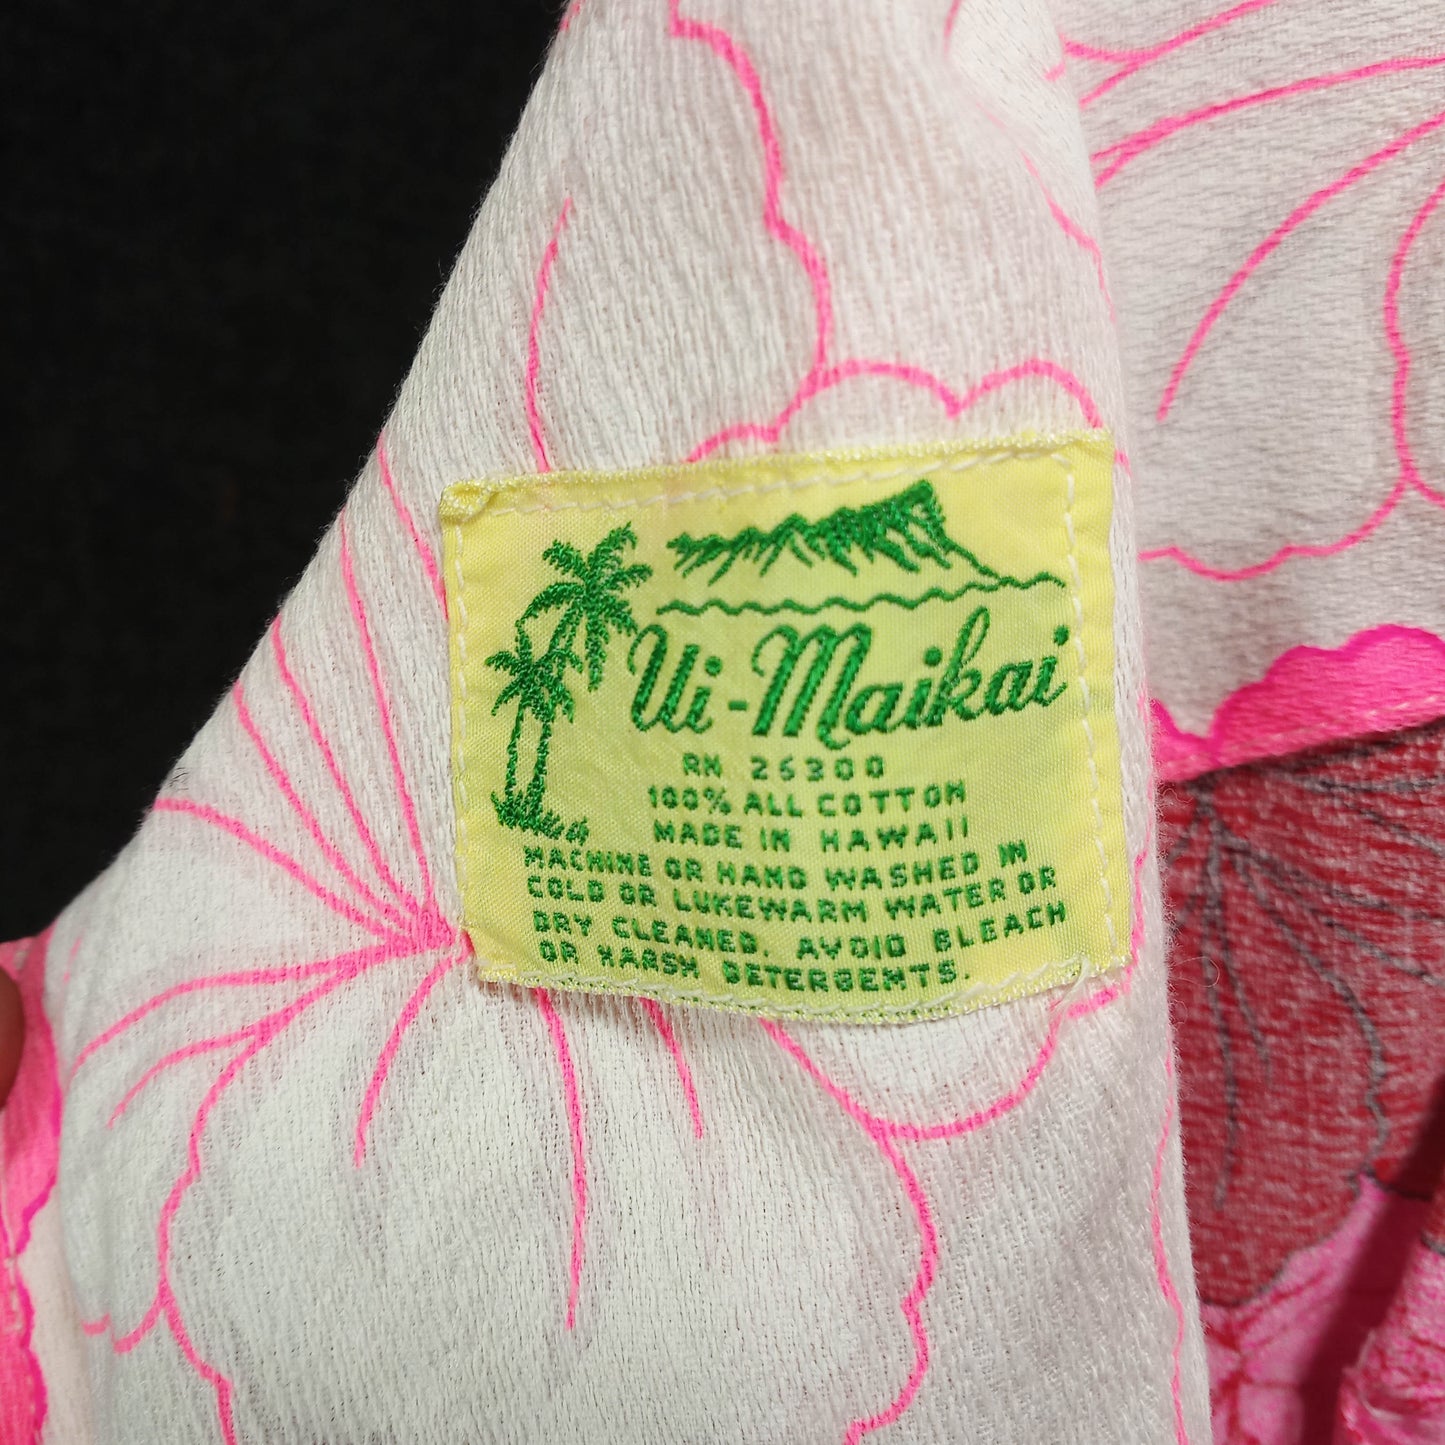 Ui-Maikai
RN 26300
100% ALL COTTON
MADE IN HAWAII
MACHINE OR HAND WASHED IN
COLD OR LUKEWARM WATER OR
DRY CLEANED. AVOID BLEACH
OR HARSH DETERGENTS.